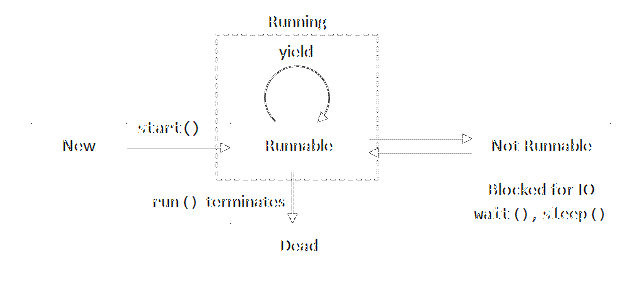 Running
yield
start()
New
Runnable
Not Runnable
Blocked for IO
wait(), sleep()
run() terminates
Dead